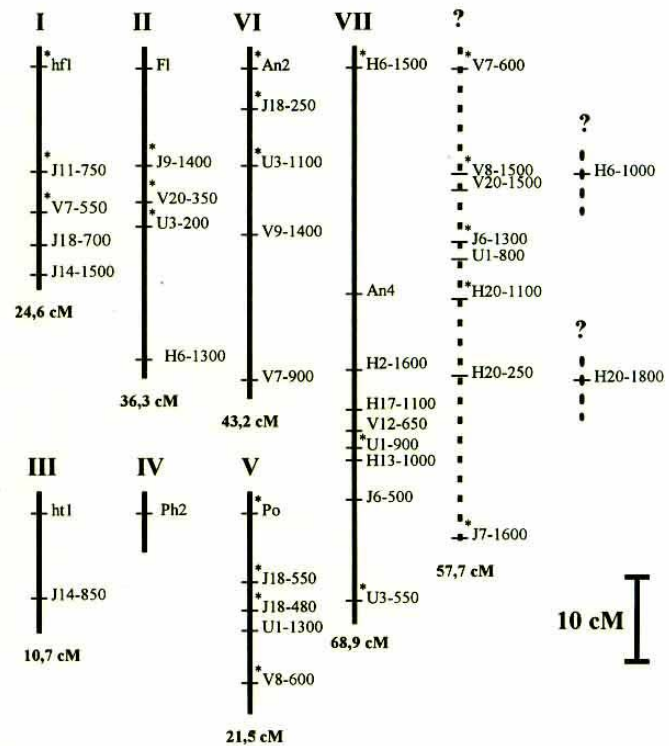 I
* hf1
* J11-750
* V7-550
J18-700
J14-1500
24,6 cM
II
Fl
* J9-1400
* V20-350
* U3-200
H6-1300
36,3 cM
VI
* An2
* J18-250
* U3-1100
V9-1400
V7-900
43,2 cM
VII
* H6-1500
An4
H2-1600
H17-1100
V12-650
* U1-900
H13-1000
J6-500
* U3-550
68,9 cM
?
* V7-600
* V8-1500
V20-1500
* J6-1300
U1-800
* H20-1100
H20-250
* J7-1600
57,7 cM
?
H6-1000
?
H20-1800
III
ht1
J14-850
10,7 cM
IV
Ph2
V
* Po
* J18-550
* J18-480
U1-1300
* V8-600
21,5 cM
10 cM